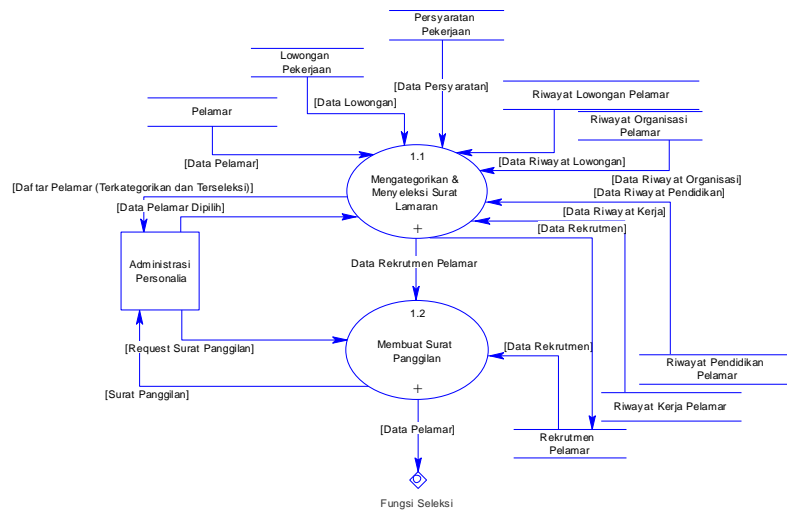 Persyaratan
Pekerjaan
Lowongan
Pekerjaan
[Data Persyaratan]
Riwayat Lowongan Pelamar
[Data Lowongan]
Pelamar
Riwayat Organisasi
Pelamar
1.1
[Data Pelamar]
[Data Riwayat Lowongan]
Mengategorikan &
Menyeleksi Surat
Lamaran
+
[Data Riwayat Organisasi]
[Daftar Pelamar (Terkategorikan dan Terseleksi)]
[Data Riwayat Pendidikan]
[Data Pelamar Dipilih]
[Data Riwayat Kerja]
[Data Rekrutmen]
Administrasi
Personalia
Data Rekrutmen Pelamar
1.2
Membuat Surat
Panggilan
+
[Request Surat Panggilan]
[Data Rekrutmen]
Riwayat Pendidikan
Pelamar
[Surat Panggilan]
Riwayat Kerja Pelamar
[Data Pelamar]
Rekrutmen
Pelamar
Fungsi Seleksi